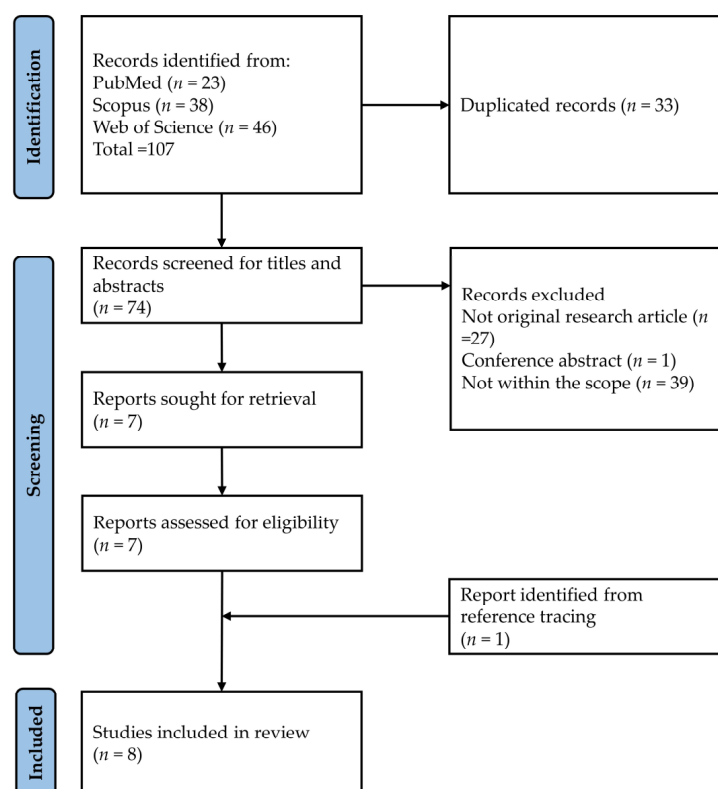 Identification
Records identified from:
PubMed (n = 23)
Scopus (n = 38)
Web of Science (n = 46)
Total =107
Duplicated records (n = 33)
Screening
Records screened for titles and
abstracts
(n = 74)
Records excluded
Not original research article (n
=27)
Conference abstract (n = 1)
Not within the scope (n = 39)
Reports sought for retrieval
(n = 7)
Reports assessed for eligibility
(n = 7)
Report identified from
reference tracing
(n = 1)
Included
Studies included in review
(n = 8)